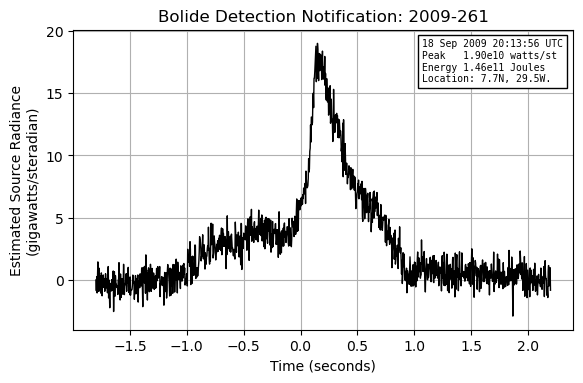 Bolide Detection Notification: 2009-261
18 Sep 2009 20:13:56 UTC
Peak   1.90e10 watts/st
Energy 1.46e11 Joules
Location: 7.7N, 29.5W.
Estimated Source Radiance
(gigawatts/steradian)
20
15
10
5
0
−1.5 −1.0 −0.5 0.0 0.5 1.0 1.5 2.0
Time (seconds)